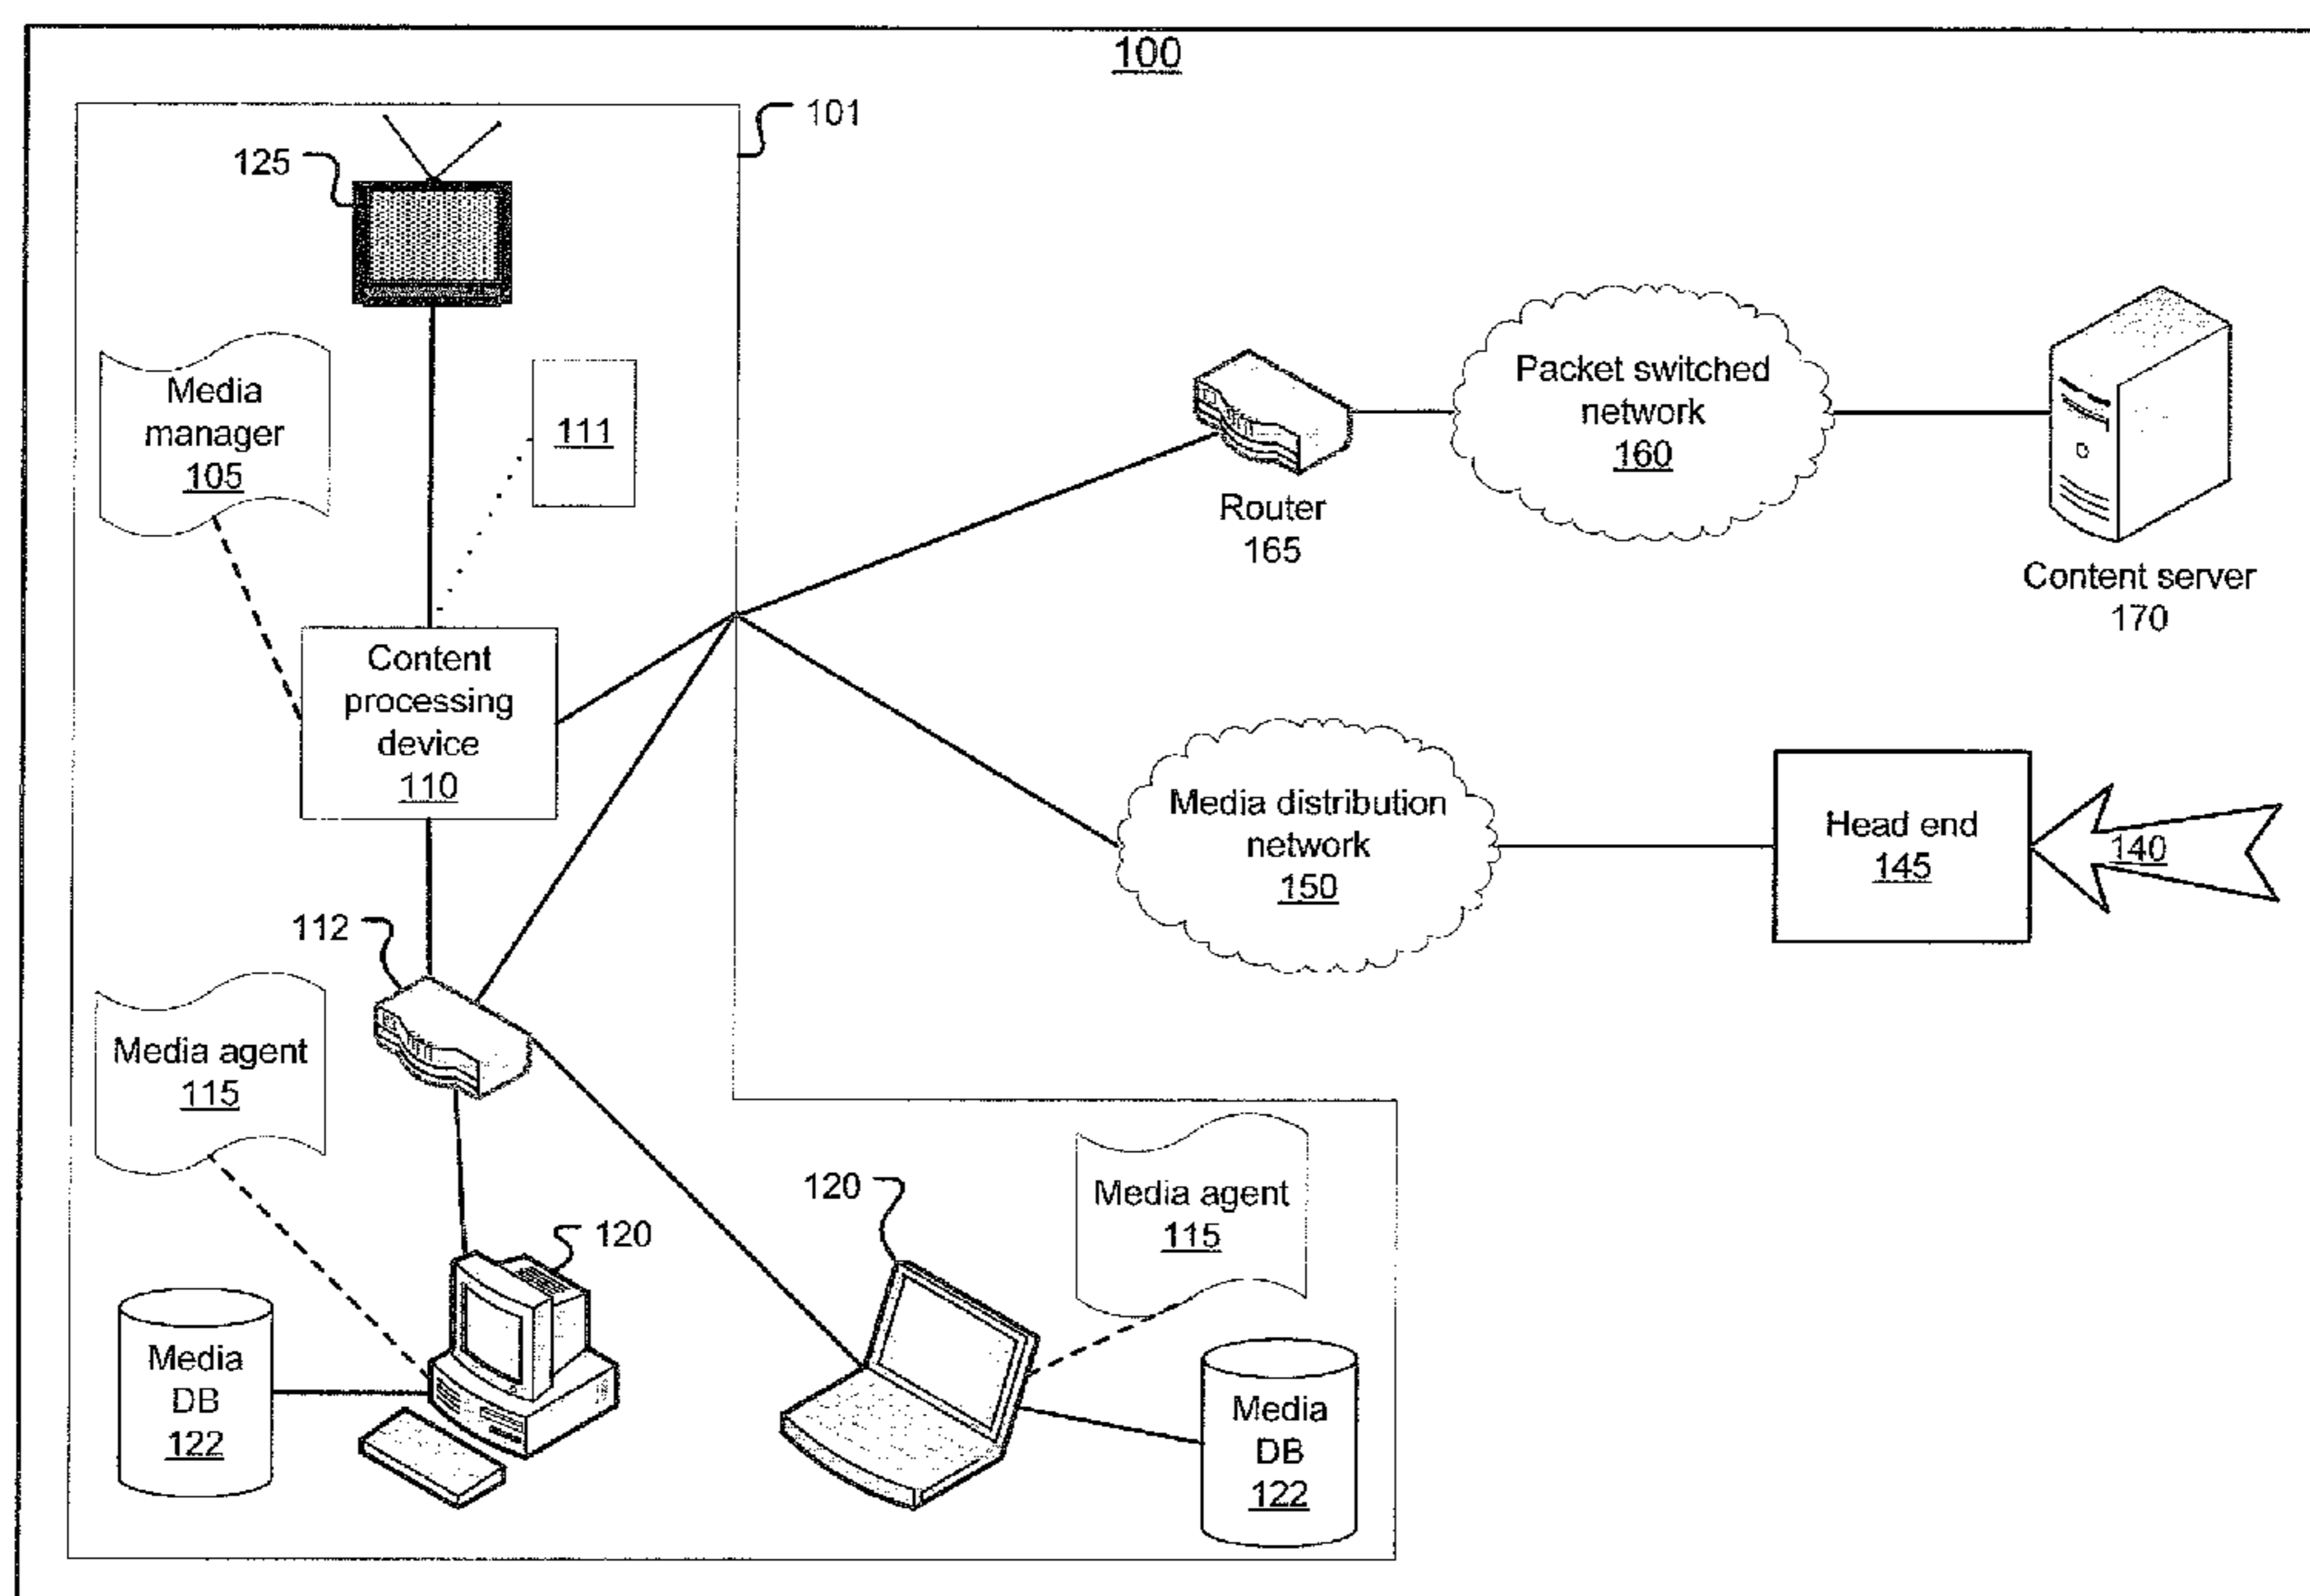 100
101
125
Media
manager
105
111
Packet switched
network
160
Router
165
Content server
170
Content
processing
device
110
Media distribution
network
150
Head end
145
140
112
Media agent
115
120
120
Media agent
115
Media
DB
122
Media
DB
122